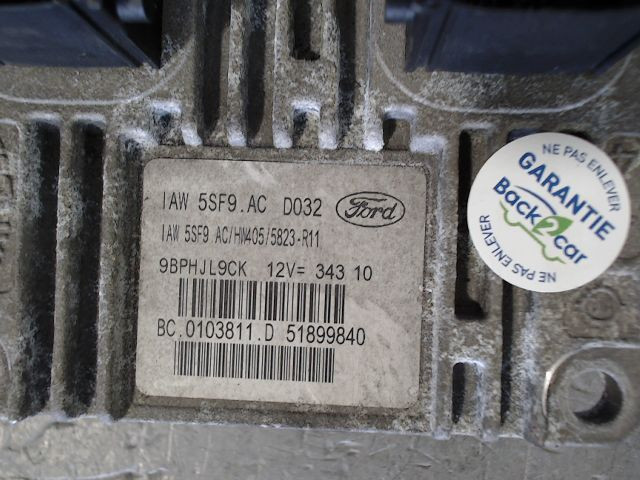 IAW 5SF9.AC D032 Ford
IAW 5SF9 AC/HW405/5823-R11
9BPHJL9CK 12V= 343 10
BC.0103811.D 51899840
NE PAS ENLEVER
GARANTIE
Back2car
NE PAS ENLEVER